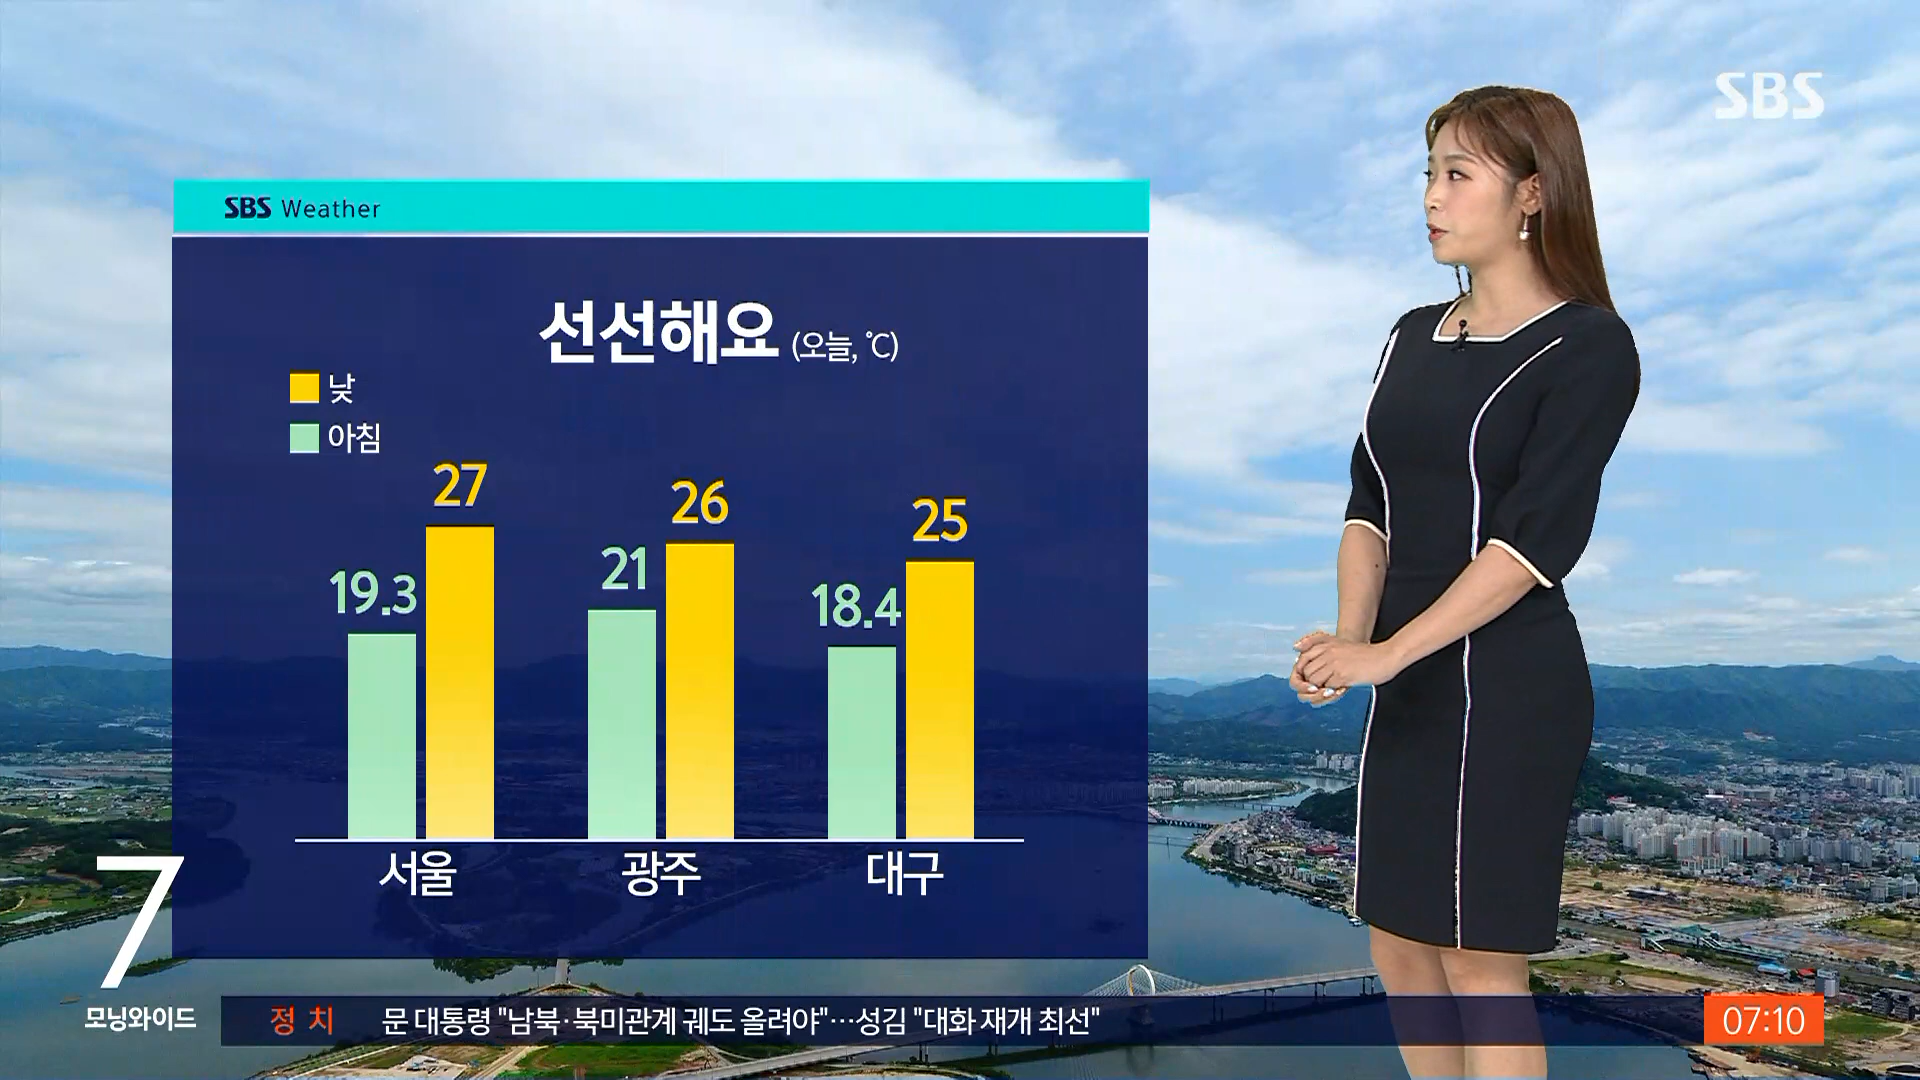 SBS
SBS Weather
선선해요 (오늘, ℃)
낮
아침
19.3
27
21
26
18.4
25
서울
광주
대구
7
모닝와이드
정 치
문 대통령 "남북·북미관계 궤도 올려야"…성김 "대화 재개 최선"
07:10